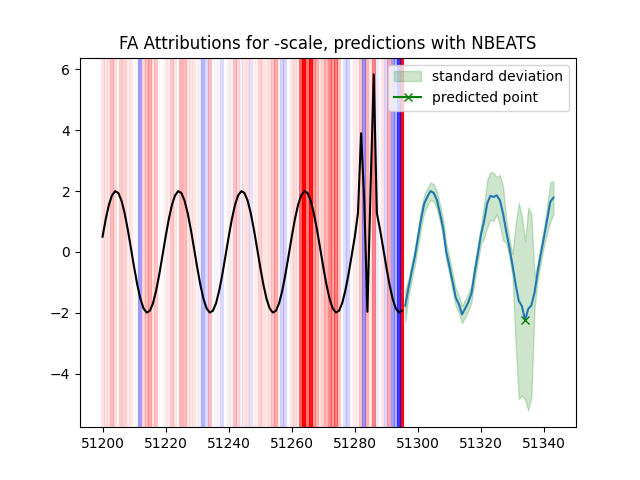 FA Attributions for -scale, predictions with NBEATS
standard deviation
predicted point
6
4
2
0
−2
−4
51200 51220 51240 51260 51280 51300 51320 51340